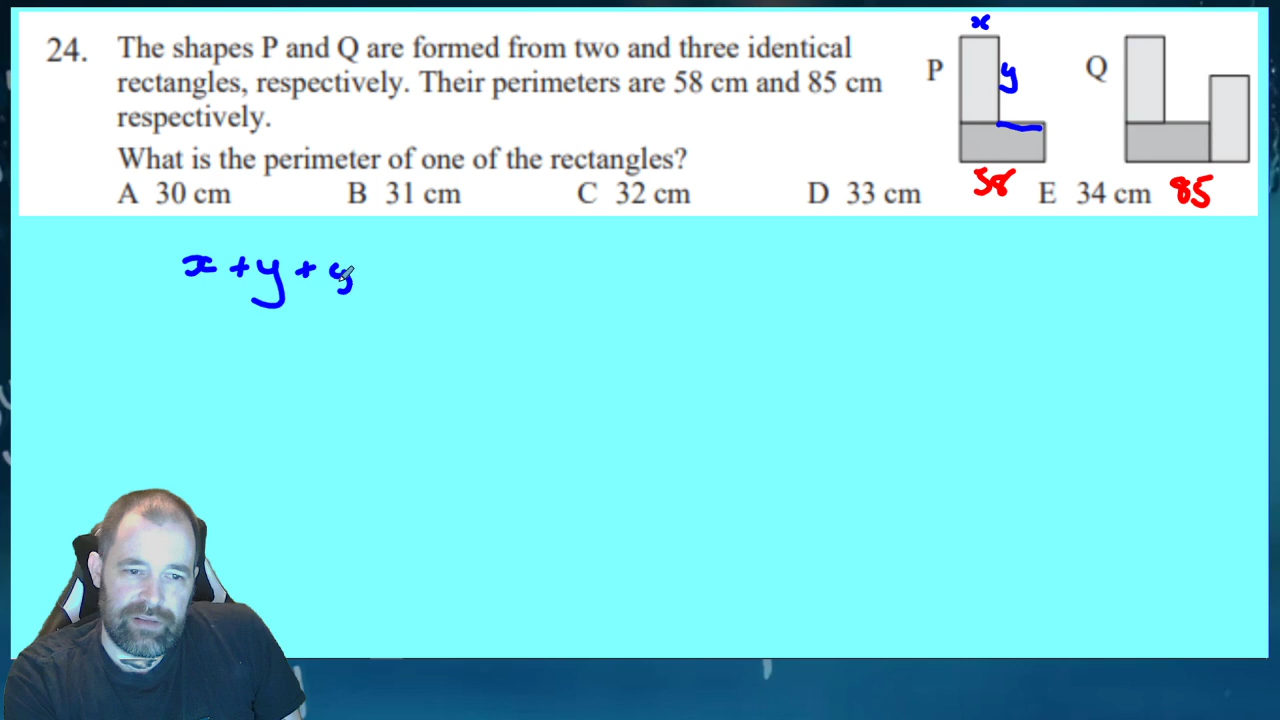 24. The shapes P and Q are formed from two and three identical
rectangles, respectively. Their perimeters are 58 cm and 85 cm
respectively.
What is the perimeter of one of the rectangles?
A 30 cm B 31 cm C 32 cm D 33 cm E 34 cm
x
P y
Q
58
85
x + y + y